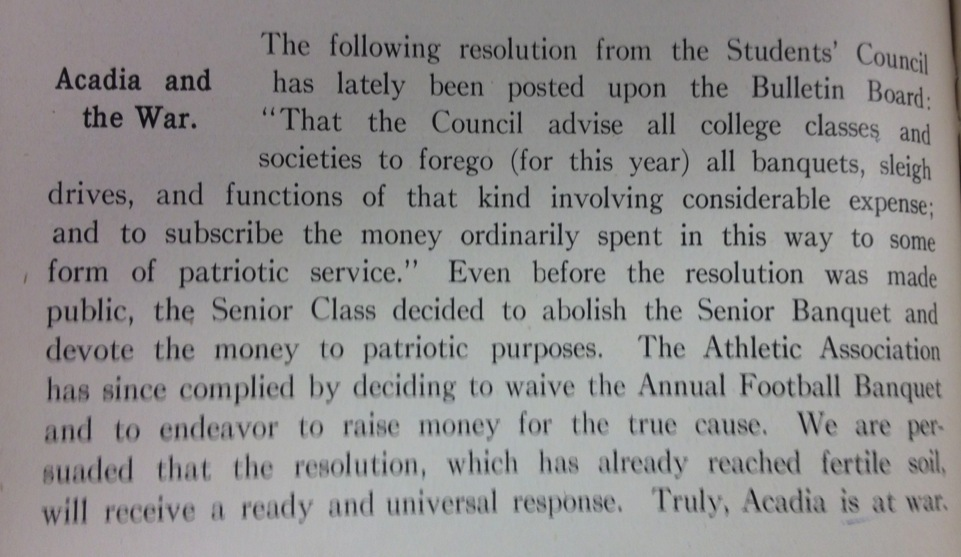 Acadia and
the War.
The following resolution from the Students' Council
has lately been posted upon the Bulletin Board:
"That the Council advise all college classes and
societies to forego (for this year) all banquets, sleigh
drives, and functions of that kind involving considerable expense;
and to subscribe the money ordinarily spent in this way to some
form of patriotic service." Even before the resolution was made
public, the Senior Class decided to abolish the Senior Banquet and
devote the money to patriotic purposes. The Athletic Association
has since complied by deciding to waive the Annual Football Banquet
and to endeavor to raise money for the true cause. We are per-
suaded that the resolution, which has already reached fertile soil,
will receive a ready and universal response. Truly, Acadia is at war.